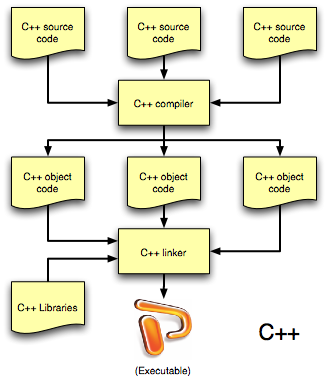 C++ source
code
C++ source
code
C++ source
code
C++ compiler
C++ object
code
C++ object
code
C++ object
code
C++ linker
C++ Libraries
C++
(Executable)